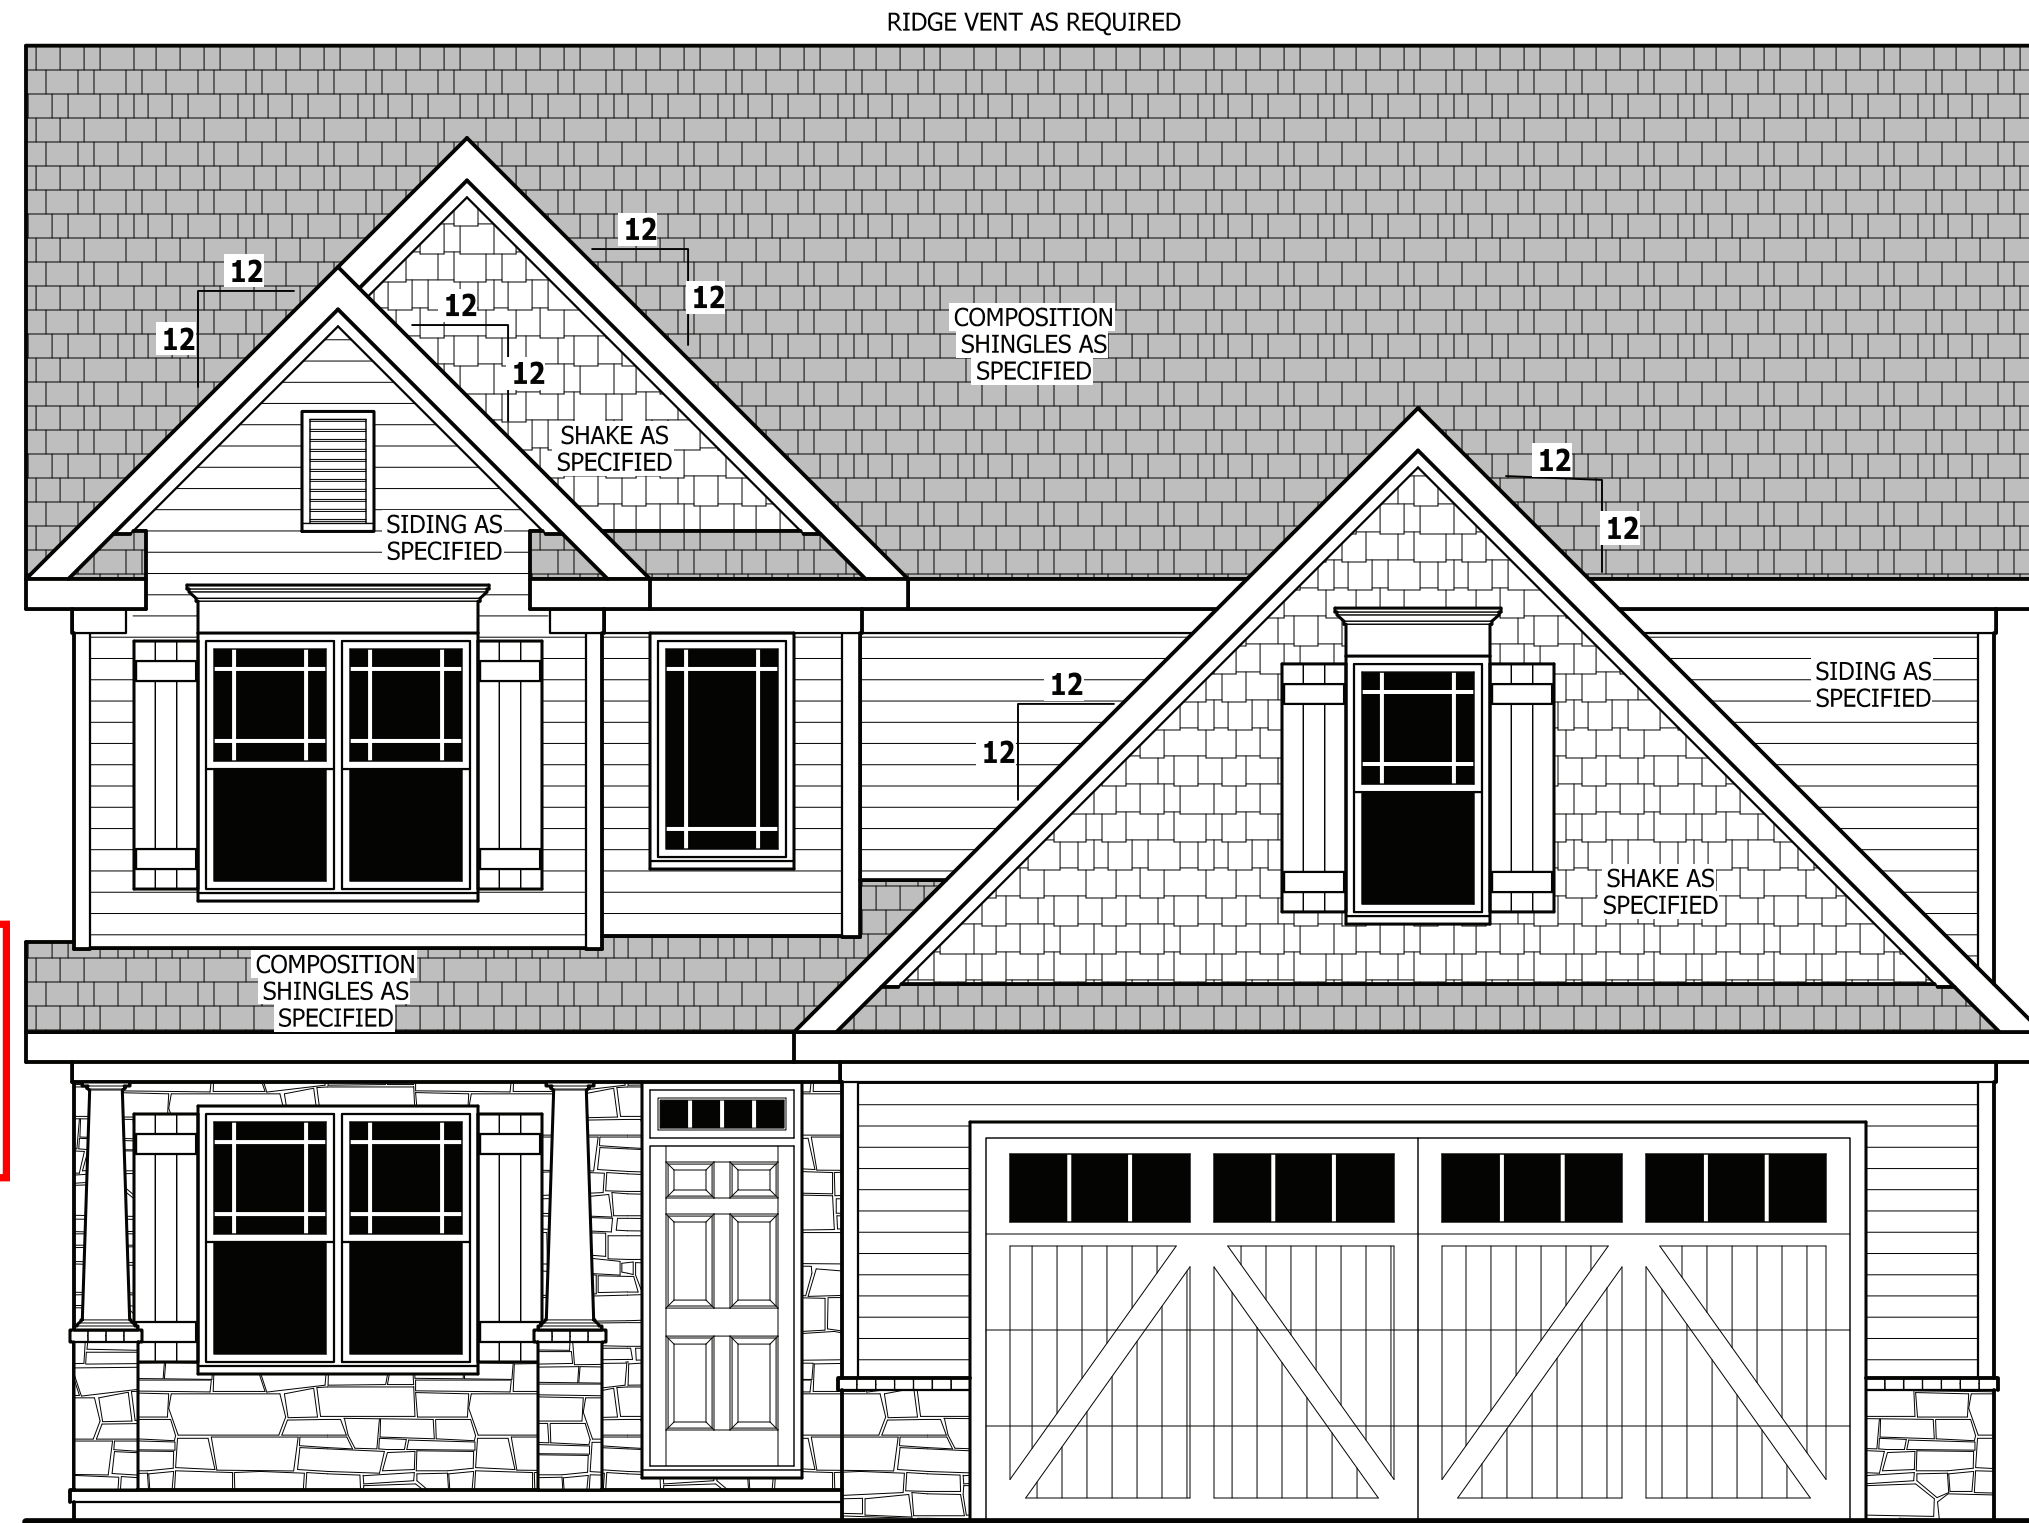 RIDGE VENT AS REQUIRED
12
12
12
12
12
12
COMPOSITION
SHINGLES AS
SPECIFIED
SHAKE AS
SPECIFIED
12
12
SIDING AS
SPECIFIED
12
12
SIDING AS
SPECIFIED
SHAKE AS
SPECIFIED
COMPOSITION
SHINGLES AS
SPECIFIED